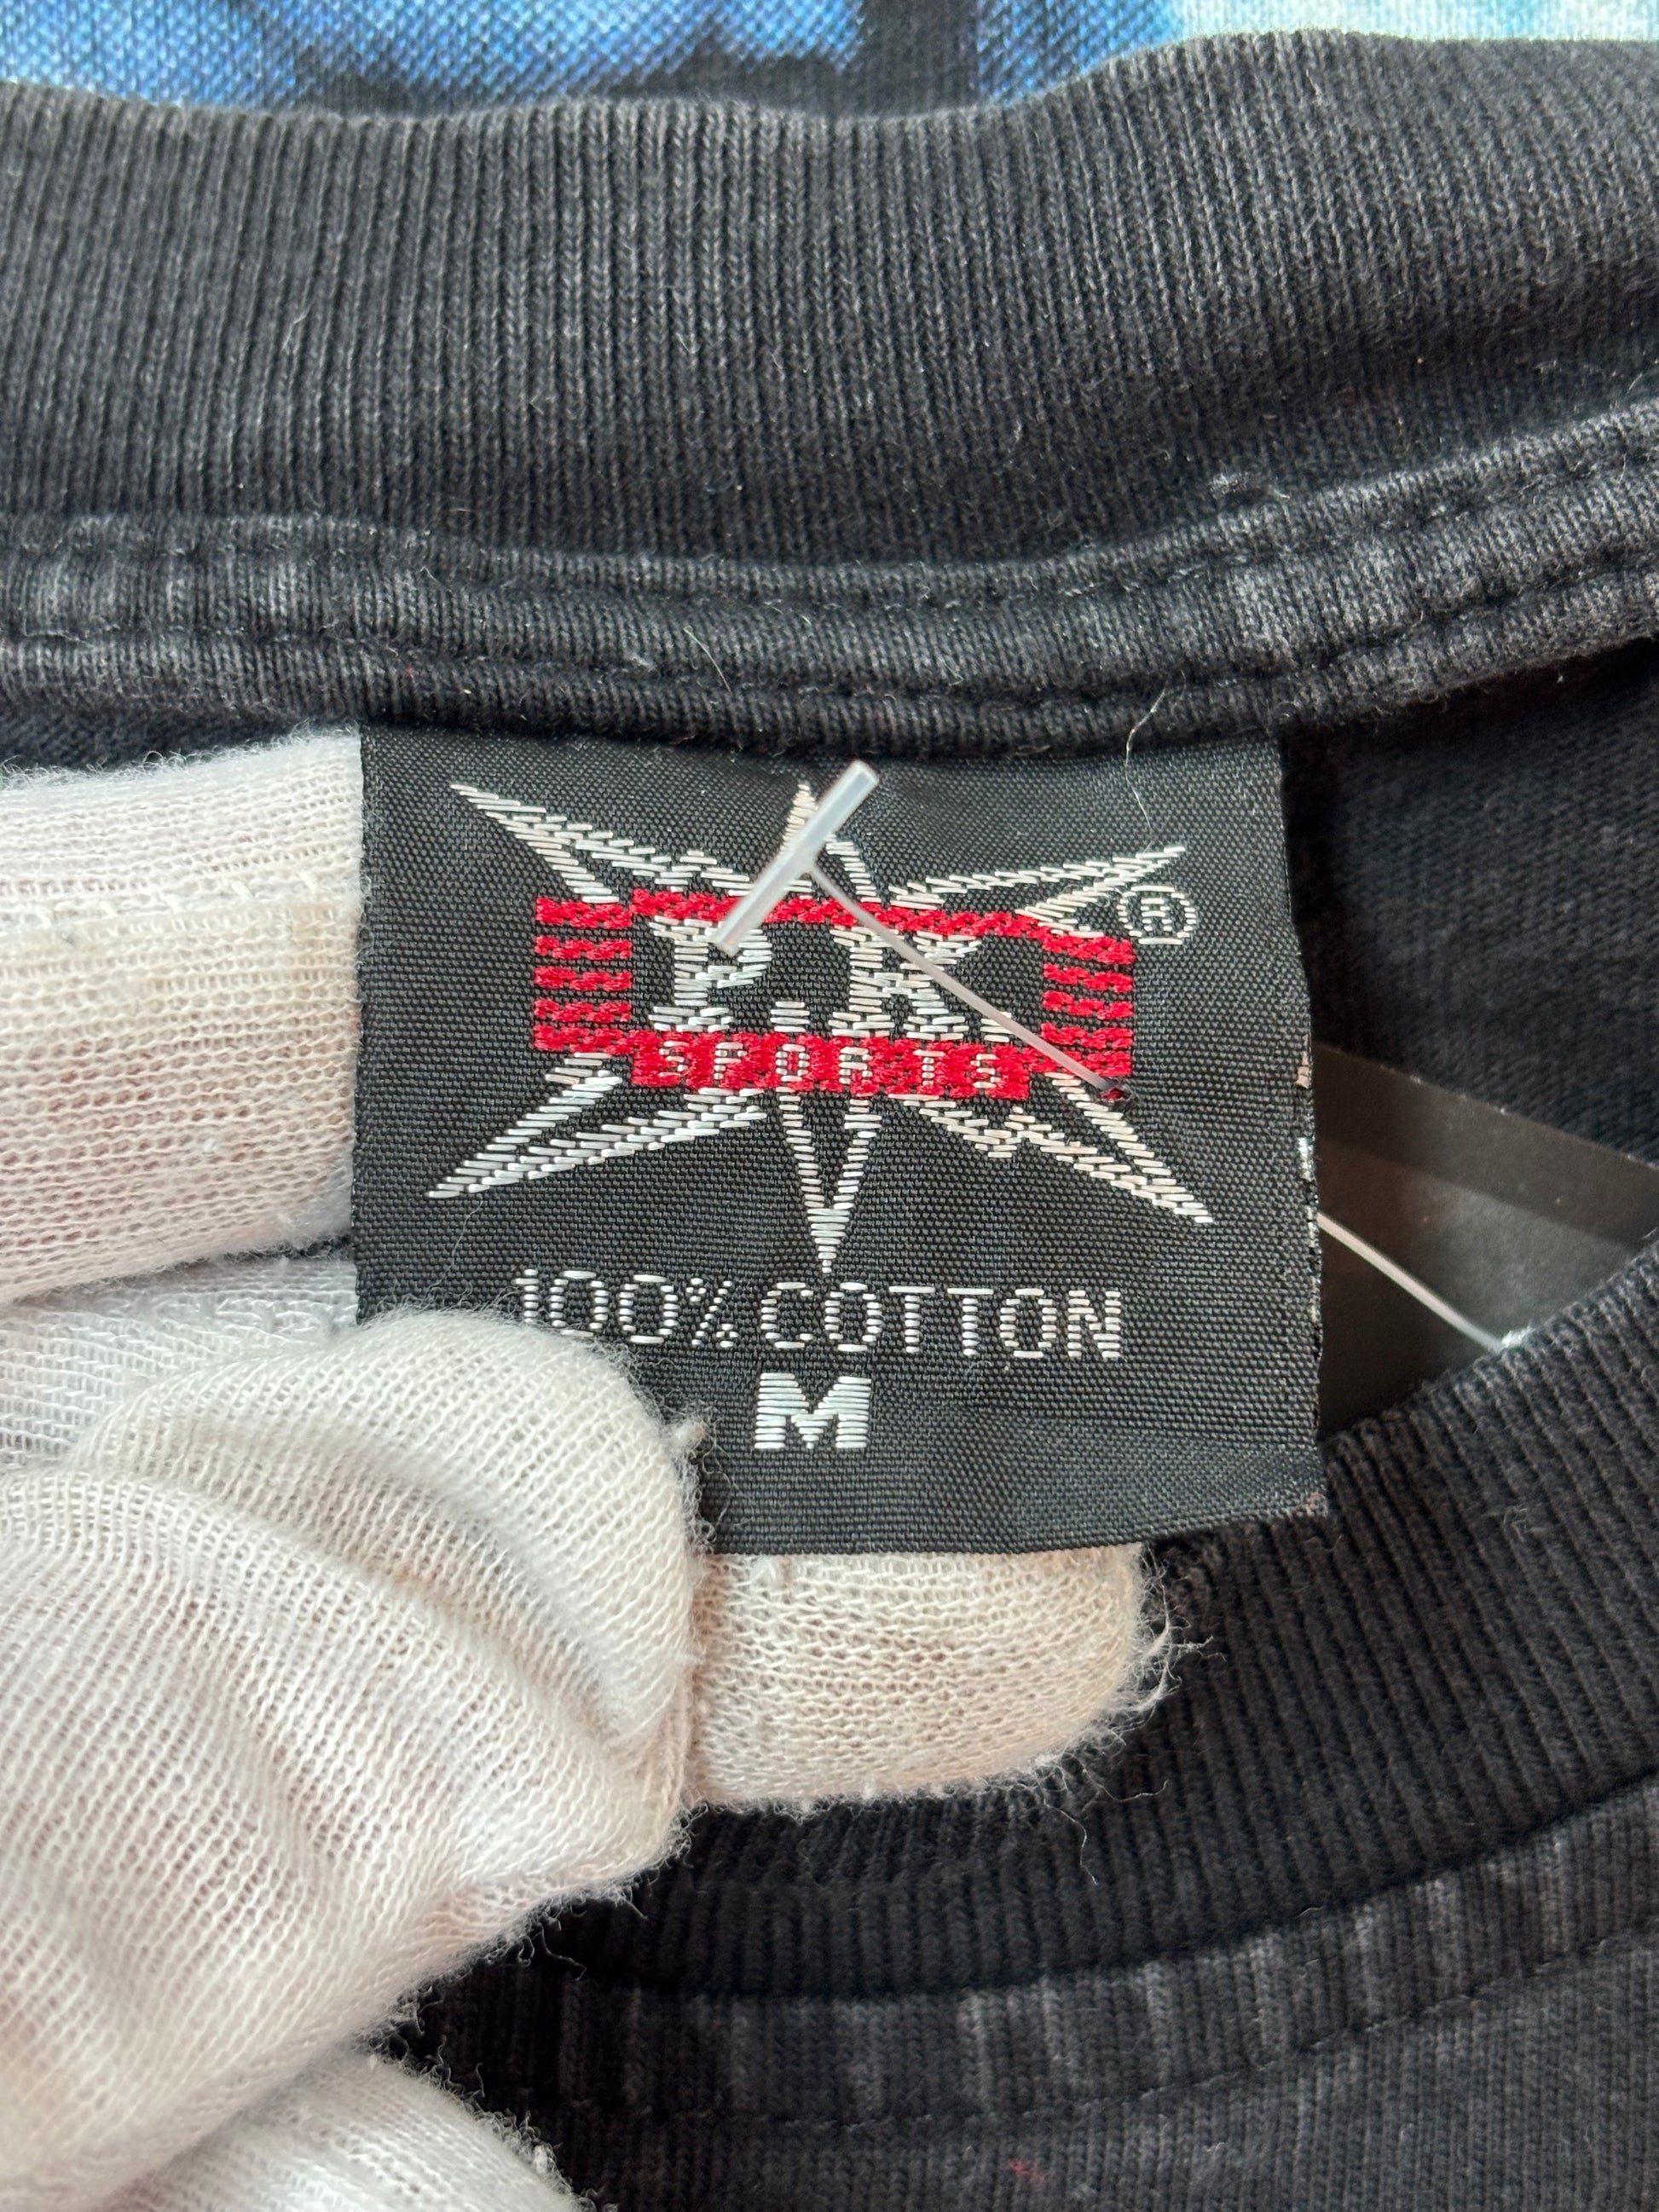 P.K.
®
SPORTS
100% COTTON
M